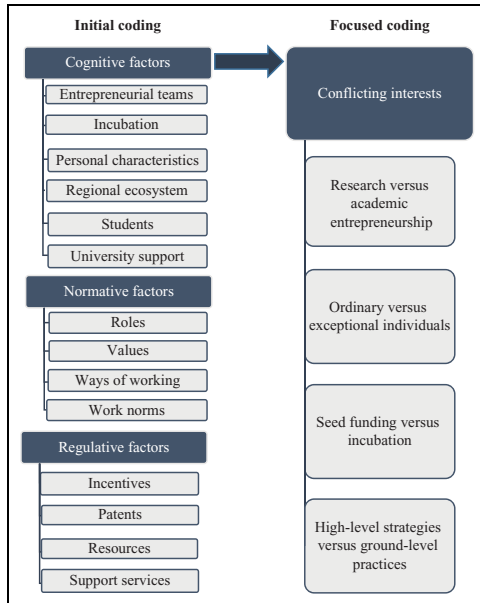 Initial coding
Focused coding
Cognitive factors
Entrepreneurial teams
Incubation
Personal characteristics
Regional ecosystem
Students
University support
Normative factors
Roles
Values
Ways of working
Work norms
Regulative factors
Incentives
Patents
Resources
Support services
Conflicting interests
Research versus
academic
entrepreneurship
Ordinary versus
exceptional individuals
Seed funding versus
incubation
High-level strategies
versus ground-level
practices